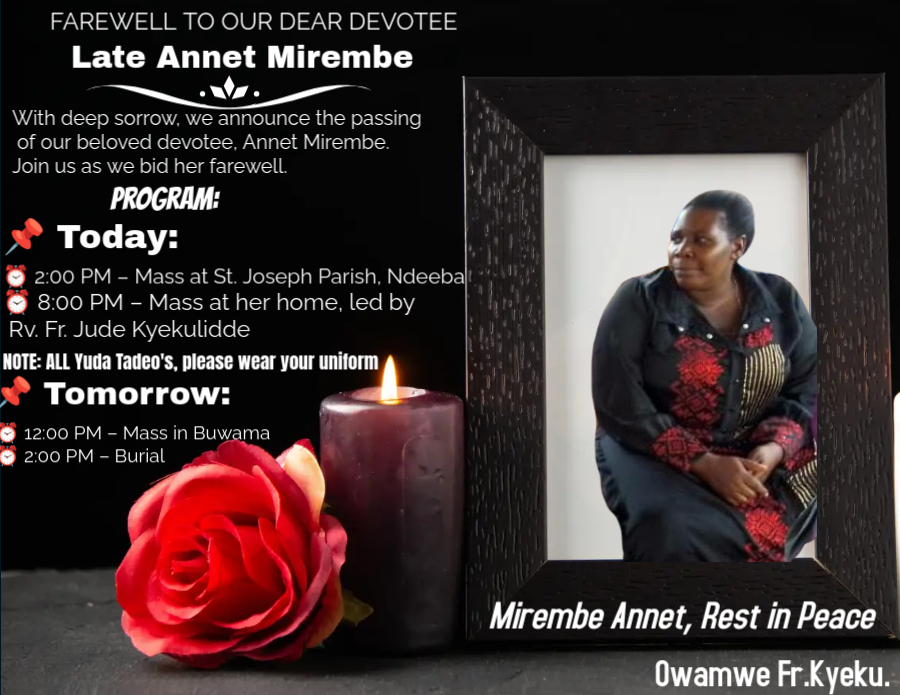 FAREWELL TO OUR DEAR DEVOTEE
Late Annet Mirembe
With deep sorrow, we announce the passing
of our beloved devotee, Annet Mirembe.
Join us as we bid her farewell.
PROGRAM:
Today:
2:00 PM – Mass at St. Joseph Parish, Ndeeba
8:00 PM – Mass at her home, led by
Rv. Fr. Jude Kyekulidde
NOTE: ALL Yuda Tadeo's, please wear your uniform
Tomorrow:
12:00 PM – Mass in Buwama
2:00 PM – Burial
Mirembe Annet, Rest in Peace
Owamwe Fr.Kyeku.